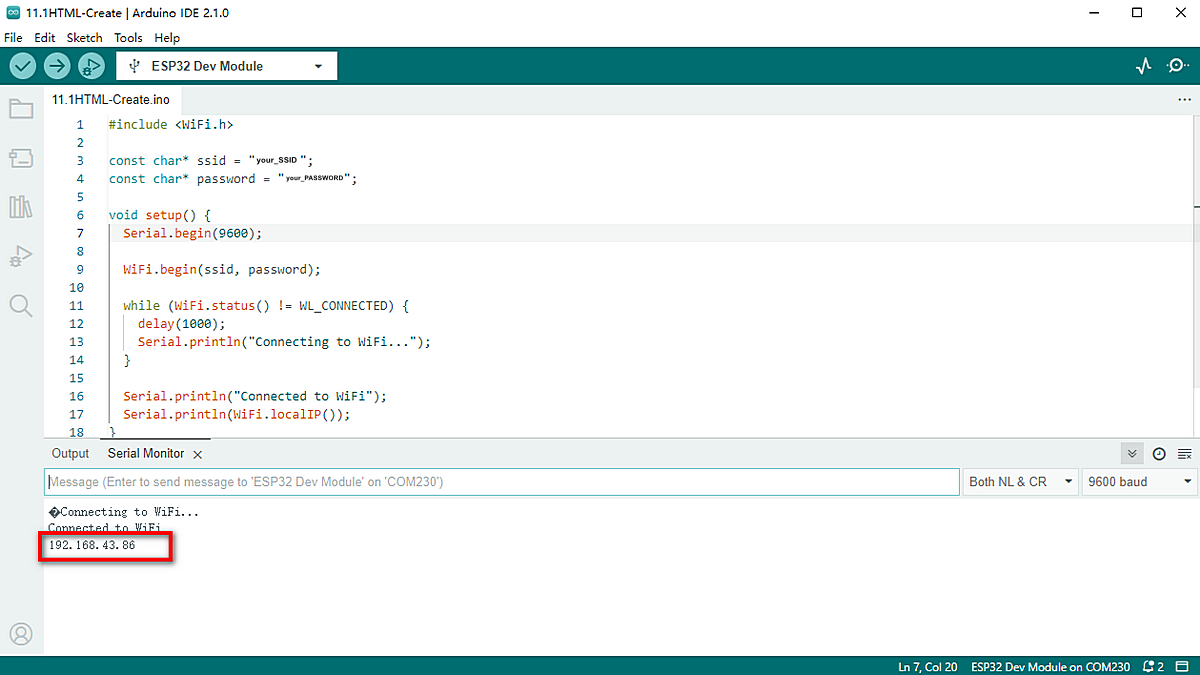 11.1HTML-Create | Arduino IDE 2.1.0
File Edit Sketch Tools Help
ESP32 Dev Module
11.1HTML-Create.ino
1 #include <WiFi.h>
2
3 const char* ssid = "your_SSID ";
4 const char* password = "your_PASSWORD";
5
6 void setup() {
7 Serial.begin(9600);
8
9 WiFi.begin(ssid, password);
10
11 while (WiFi.status() != WL_CONNECTED) {
12 delay(1000);
13 Serial.println("Connecting to WiFi...");
14 }
15
16 Serial.println("Connected to WiFi");
17 Serial.println(WiFi.localIP());
18 }
Output Serial Monitor
Message (Enter to send message to 'ESP32 Dev Module' on 'COM230') Both NL & CR 9600 baud
�Connecting to WiFi...
Connected to WiFi
192.168.43.86
Ln 7, Col 20 ESP32 Dev Module on COM230 2